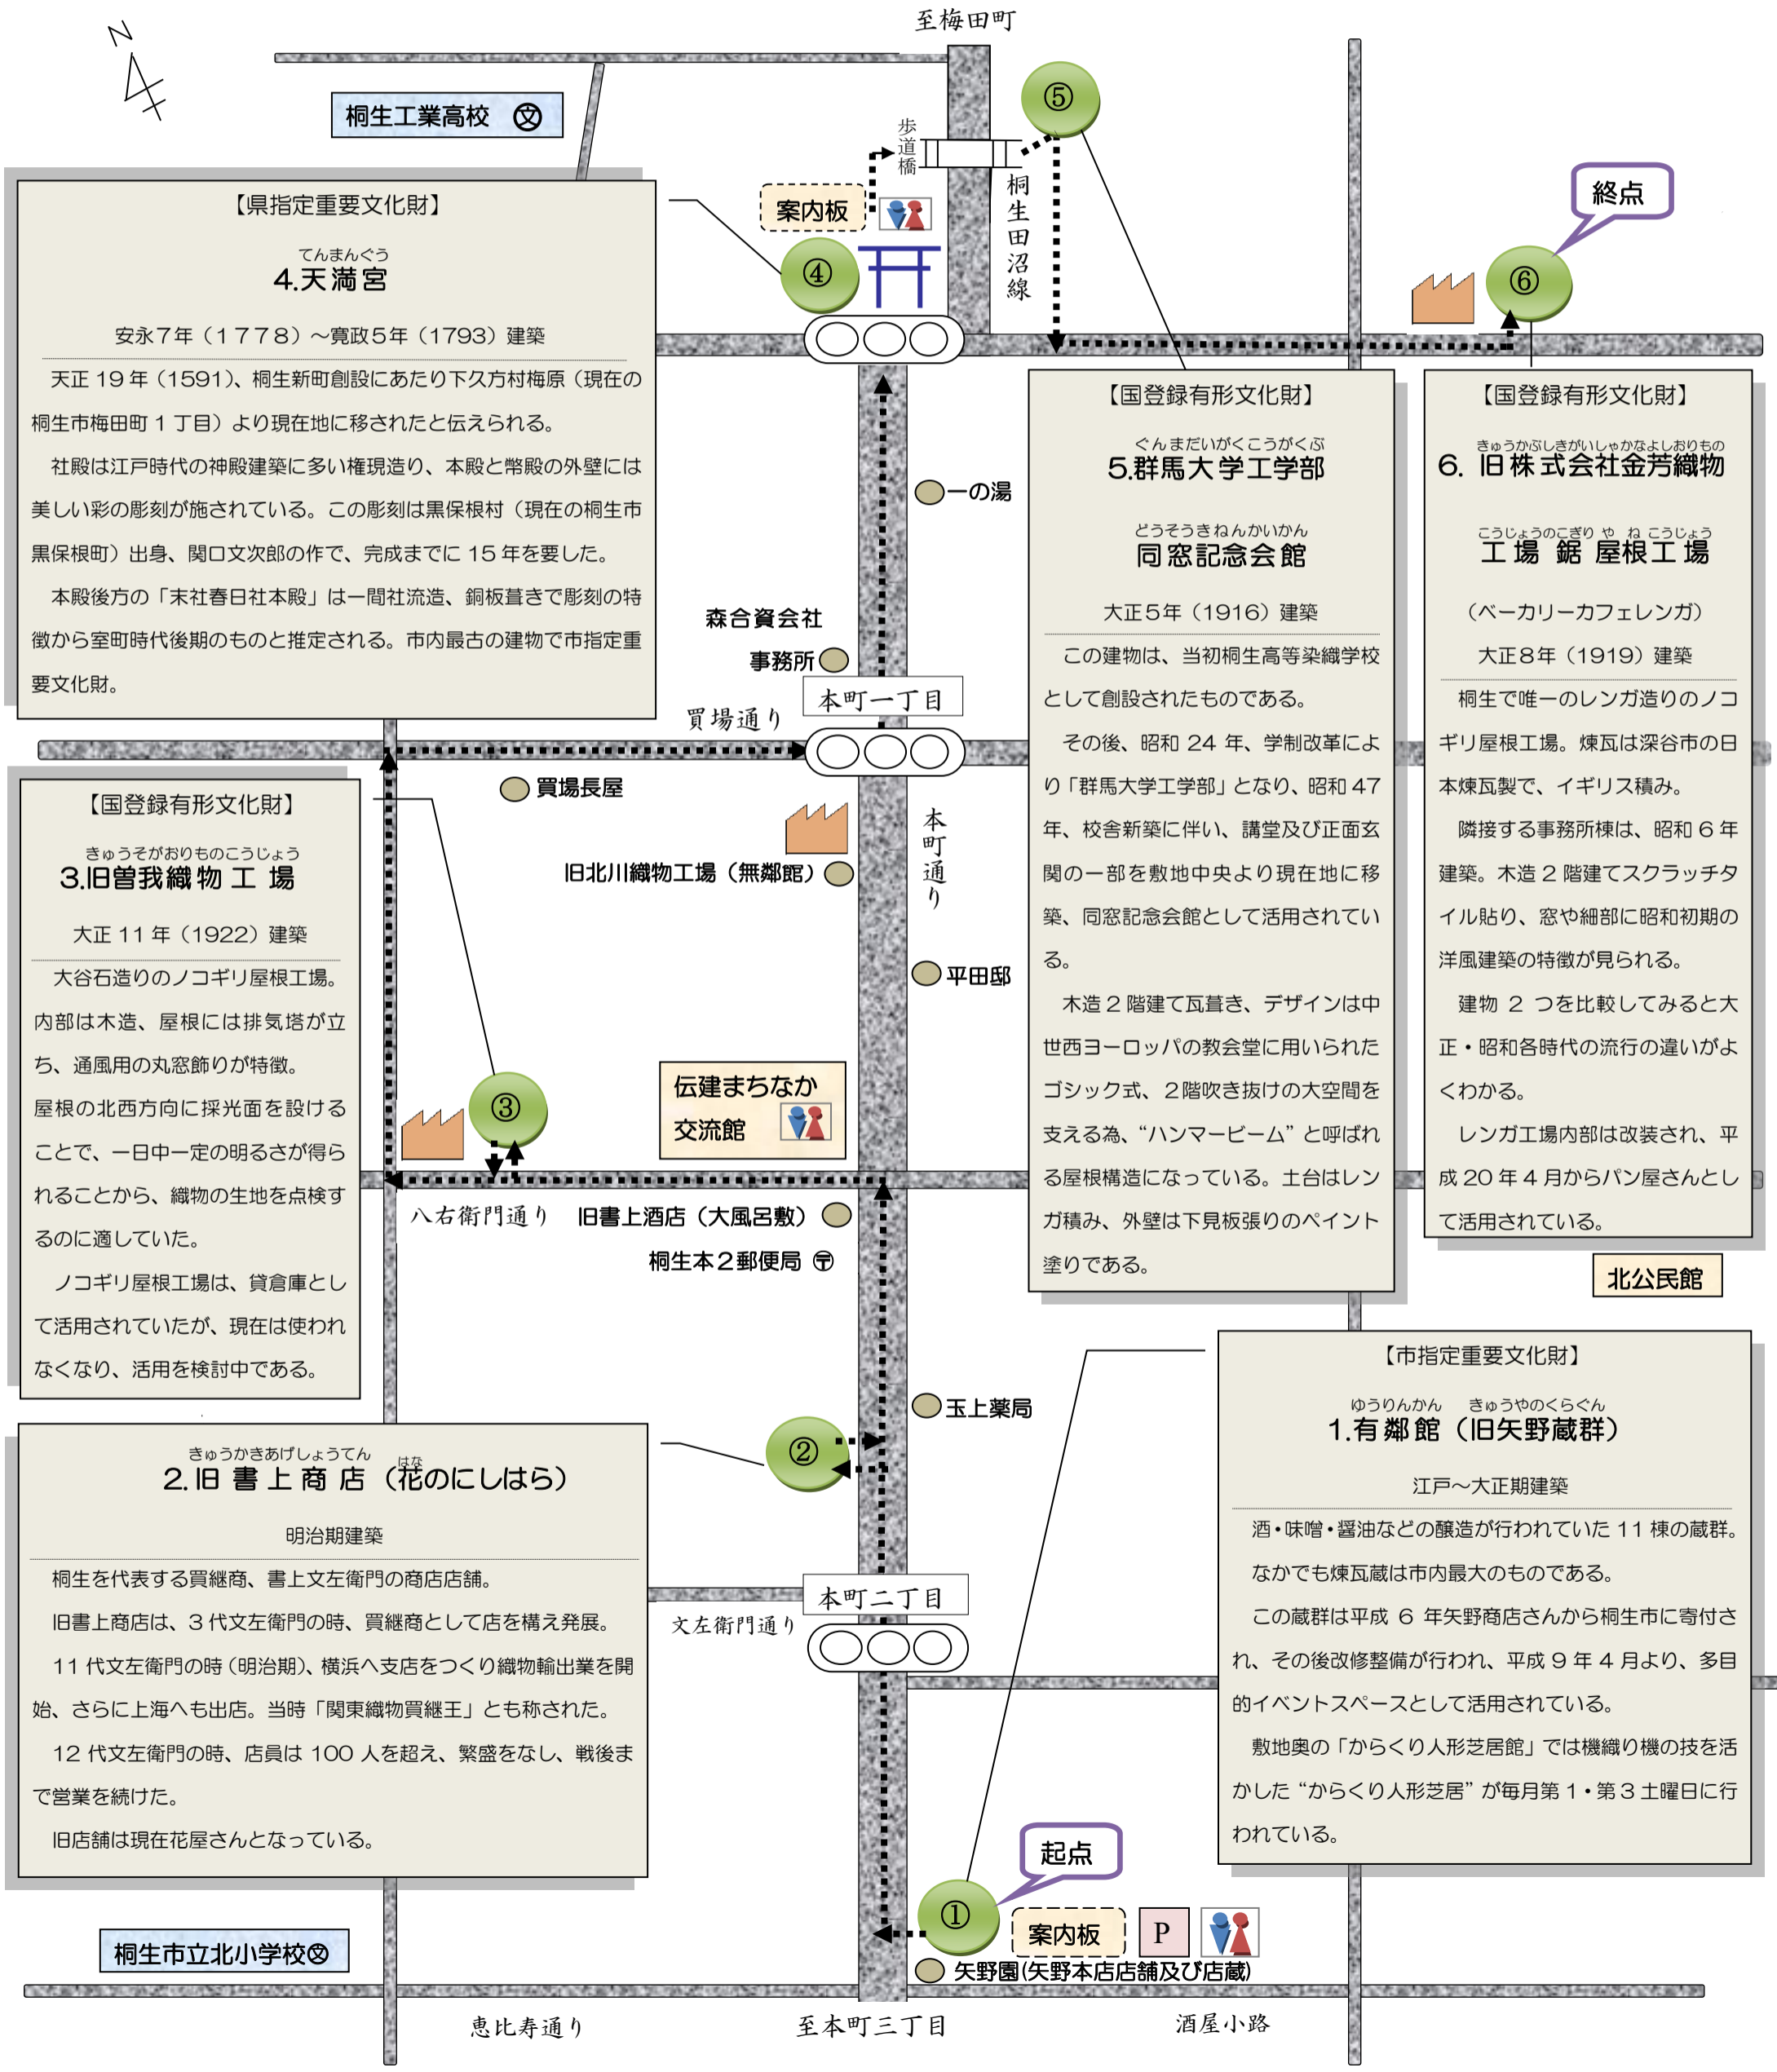 N
至梅田町
桐生工業高校 文
歩道橋
案内板
桐生田沼線
④
⑤
⑥
終点
【県指定重要文化財】
てんまんぐう
4.天満宮
安永7年（1778）～寛政5年（1793）建築
天正 19 年（1591）、桐生新町創設にあたり下久方村梅原（現在の
桐生市梅田町 1 丁目）より現在地に移されたと伝えられる。
社殿は江戸時代の神殿建築に多い権現造り、本殿と幣殿の外壁には
美しい彩の彫刻が施されている。この彫刻は黒保根村（現在の桐生市
黒保根町）出身、関口文次郎の作で、完成までに 15 年を要した。
本殿後方の「末社春日社本殿」は一間社流造、銅板葺きで彫刻の特
徴から室町時代後期のものと推定される。市内最古の建物で市指定重
要文化財。
【国登録有形文化財】
ぐんまだいがくこうがくぶ
5.群馬大学工学部
どうそうきねんかいかん
同窓記念会館
大正5年（1916）建築
この建物は、当初桐生高等染織学校
として創設されたものである。
その後、昭和 24 年、学制改革によ
り「群馬大学工学部」となり、昭和 47
年、校舎新築に伴い、講堂及び正面玄
関の一部を敷地中央より現在地に移
築、同窓記念会館として活用されてい
る。
木造 2 階建て瓦葺き、デザインは中
世西ヨーロッパの教会堂に用いられた
ゴシック式、2階吹き抜けの大空間を
支える為、“ハンマービーム” と呼ばれ
る屋根構造になっている。土台はレン
ガ積み、外壁は下見板張りのペイント
塗りである。
【国登録有形文化財】
きゅうかぶしきがいしゃかなよしおりもの
6. 旧株式会社金芳織物
こうじょうのこぎり や ね こうじょう
工場 鋸 屋根工場
（ベーカリーカフェレンガ）
大正8年（1919）建築
桐生で唯一のレンガ造りのノコ
ギリ屋根工場。煉瓦は深谷市の日
本煉瓦製で、イギリス積み。
隣接する事務所棟は、昭和 6 年
建築。木造 2 階建てスクラッチタ
イル貼り、窓や細部に昭和初期の
洋風建築の特徴が見られる。
建物 2 つを比較してみると大
正・昭和各時代の流行の違いがよ
くわかる。
レンガ工場内部は改装され、平
成 20 年 4 月からパン屋さんとし
て活用されている。
一の湯
森合資会社
事務所
本町一丁目
買場通り
買場長屋
旧北川織物工場（無鄰館）
本町通り
平田邸
【国登録有形文化財】
きゅうそがおりものこうじょう
3.旧曽我織物工場
大正 11 年（1922）建築
大谷石造りのノコギリ屋根工場。
内部は木造、屋根には排気塔が立
ち、通風用の丸窓飾りが特徴。
屋根の北西方向に採光面を設ける
ことで、一日中一定の明るさが得ら
れることから、織物の生地を点検す
るのに適していた。
ノコギリ屋根工場は、貸倉庫とし
て活用されていたが、現在は使われ
なくなり、活用を検討中である。
③
伝建まちなか
交流館
八右衛門通り
旧書上酒店（大風呂敷）
桐生本2郵便局 〒
北公民館
玉上薬局
②
きゅうかきあげしょうてん はな
2.旧書上商店（花のにしはら）
明治期建築
桐生を代表する買継商、書上文左衛門の商店店舗。
旧書上商店は、3 代文左衛門の時、買継商として店を構え発展。
11 代文左衛門の時（明治期）、横浜へ支店をつくり織物輸出業を開
始、さらに上海へも出店。当時「関東織物買継王」とも称された。
12 代文左衛門の時、店員は 100 人を超え、繁盛をなし、戦後ま
で営業を続けた。
旧店舗は現在花屋さんとなっている。
本町二丁目
文左衛門通り
【市指定重要文化財】
ゆうりんかん きゅうやのくらぐん
1.有鄰館（旧矢野蔵群）
江戸～大正期建築
酒・味噌・醤油などの醸造が行われていた 11 棟の蔵群。
なかでも煉瓦蔵は市内最大のものである。
この蔵群は平成 6 年矢野商店さんから桐生市に寄付さ
れ、その後改修整備が行われ、平成 9 年 4 月より、多目
的イベントスペースとして活用されている。
敷地奥の「からくり人形芝居館」では機織り機の技を活
かした “からくり人形芝居” が毎月第 1・第 3 土曜日に行
われている。
起点
①
案内板
P
矢野園(矢野本店店舗及び店蔵)
桐生市立北小学校文
恵比寿通り
至本町三丁目
酒屋小路